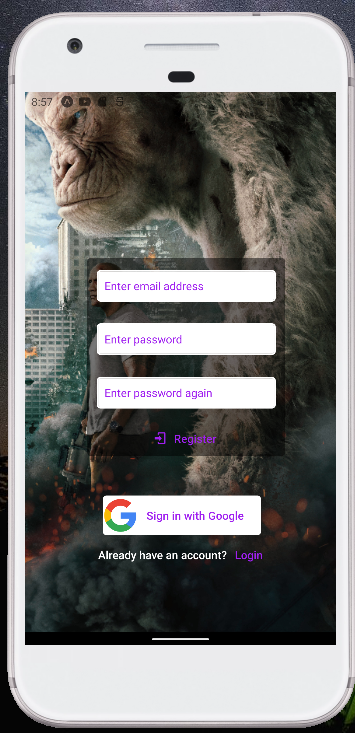 8:57
Enter email address
Enter password
Enter password again
Register
Sign in with Google
Already have an account? Login